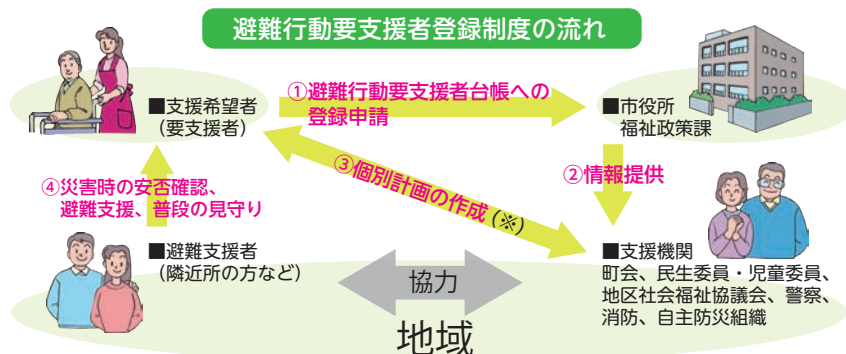 避難行動要支援者登録制度の流れ
■支援希望者
（要支援者）
①避難行動要支援者台帳への
登録申請
■市役所
福祉政策課
②情報提供
③個別計画の作成（※）
④災害時の安否確認、
避難支援、普段の見守り
■避難支援者
（隣近所の方など）
協力
■支援機関
町会、民生委員・児童委員、
地区社会福祉協議会、警察、
消防、自主防災組織
地域